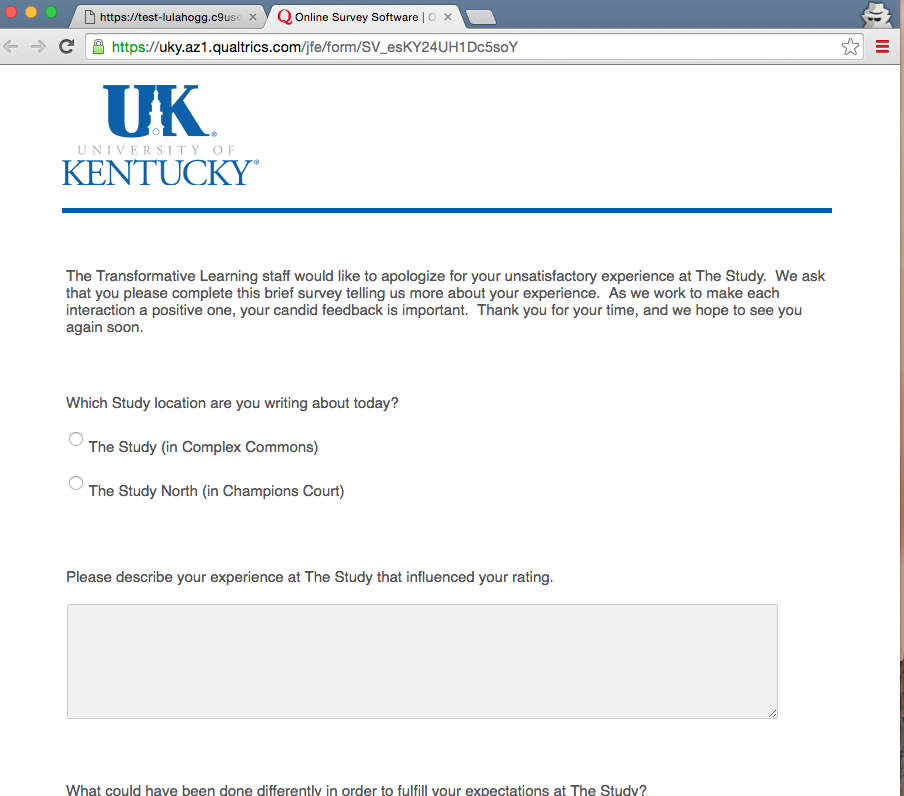 https://test-lulahogg.c9use
Online Survey Software | Q
https://uky.az1.qualtrics.com/jfe/form/SV_esKY24UH1Dc5soY
UK
UNIVERSITY OF
KENTUCKY
The Transformative Learning staff would like to apologize for your unsatisfactory experience at The Study.  We ask
that you please complete this brief survey telling us more about your experience.  As we work to make each
interaction a positive one, your candid feedback is important.  Thank you for your time, and we hope to see you
again soon.
Which Study location are you writing about today?
The Study (in Complex Commons)
The Study North (in Champions Court)
Please describe your experience at The Study that influenced your rating.
What could have been done differently in order to fulfill your expectations at The Study?